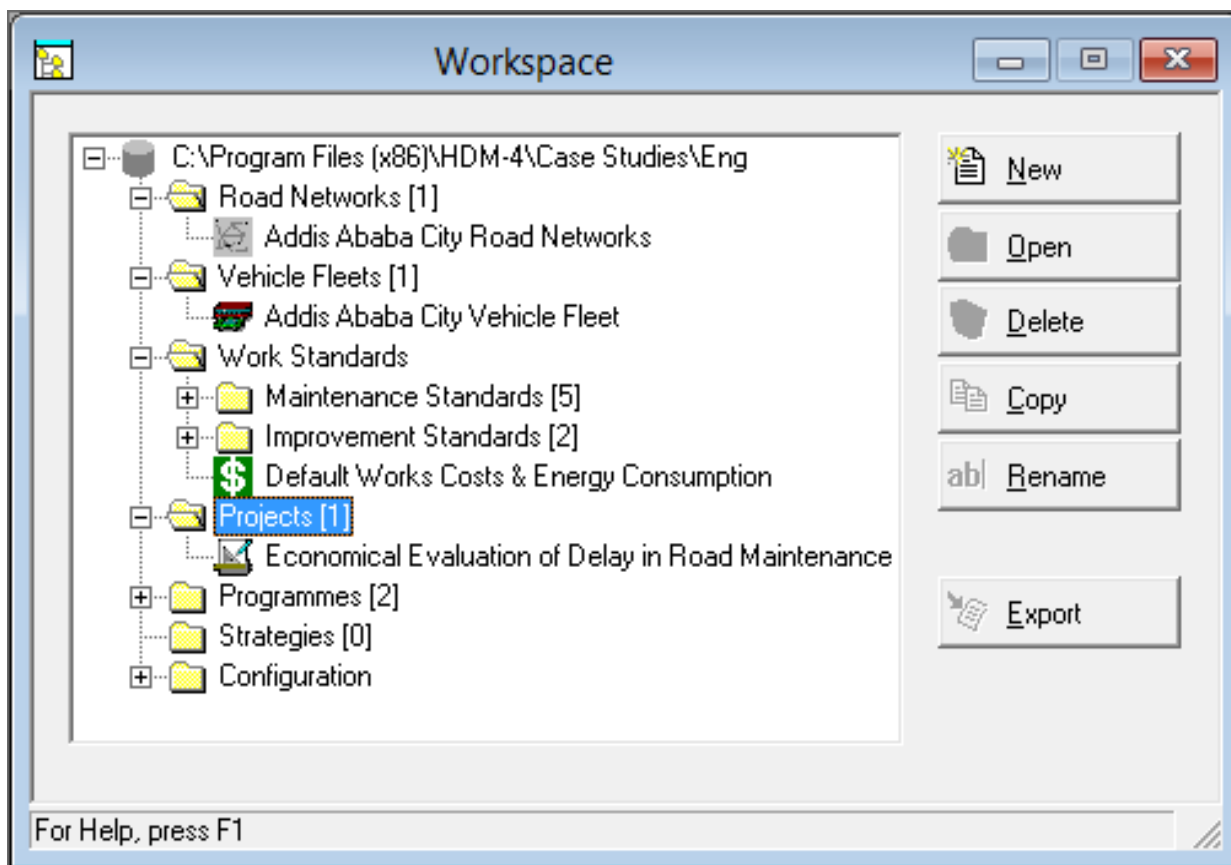 Workspace
C:\Program Files (x86)\HDM-4\Case Studies\Eng
Road Networks [1]
Addis Ababa City Road Networks
Vehicle Fleets [1]
Addis Ababa City Vehicle Fleet
Work Standards
Maintenance Standards [5]
Improvement Standards [2]
$ Default Works Costs & Energy Consumption
Projects [1]
Economical Evaluation of Delay in Road Maintenance
Programmes [2]
Strategies [0]
Configuration
New
Open
Delete
Copy
ab| Rename
Export
For Help, press F1